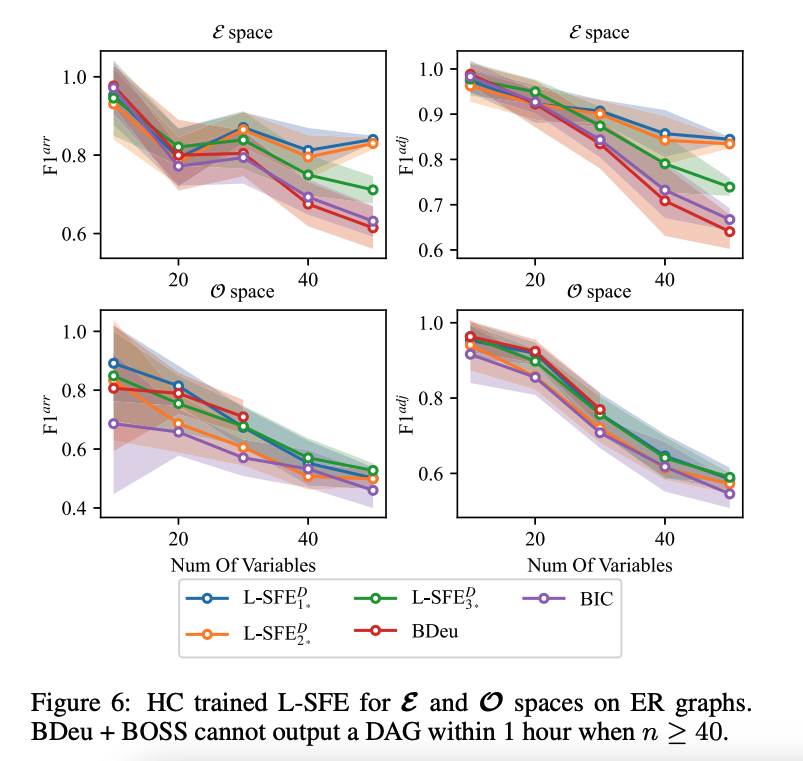 𝓔 space
𝓔 space
1.0
0.8
0.6
F1^{arr}
20
40
1.0
0.9
0.8
0.7
0.6
F1^{adj}
20
40
𝓞 space
𝓞 space
1.0
0.8
0.6
0.4
F1^{arr}
20
40
Num Of Variables
1.0
0.8
0.6
F1^{adj}
20
40
Num Of Variables
L-SFE^{D}_{1_*}
L-SFE^{D}_{3_*}
BIC
L-SFE^{D}_{2_*}
BDeu
Figure 6: HC trained L-SFE for 𝓔 and 𝓞 spaces on ER graphs.
BDeu + BOSS cannot output a DAG within 1 hour when n ≥ 40.